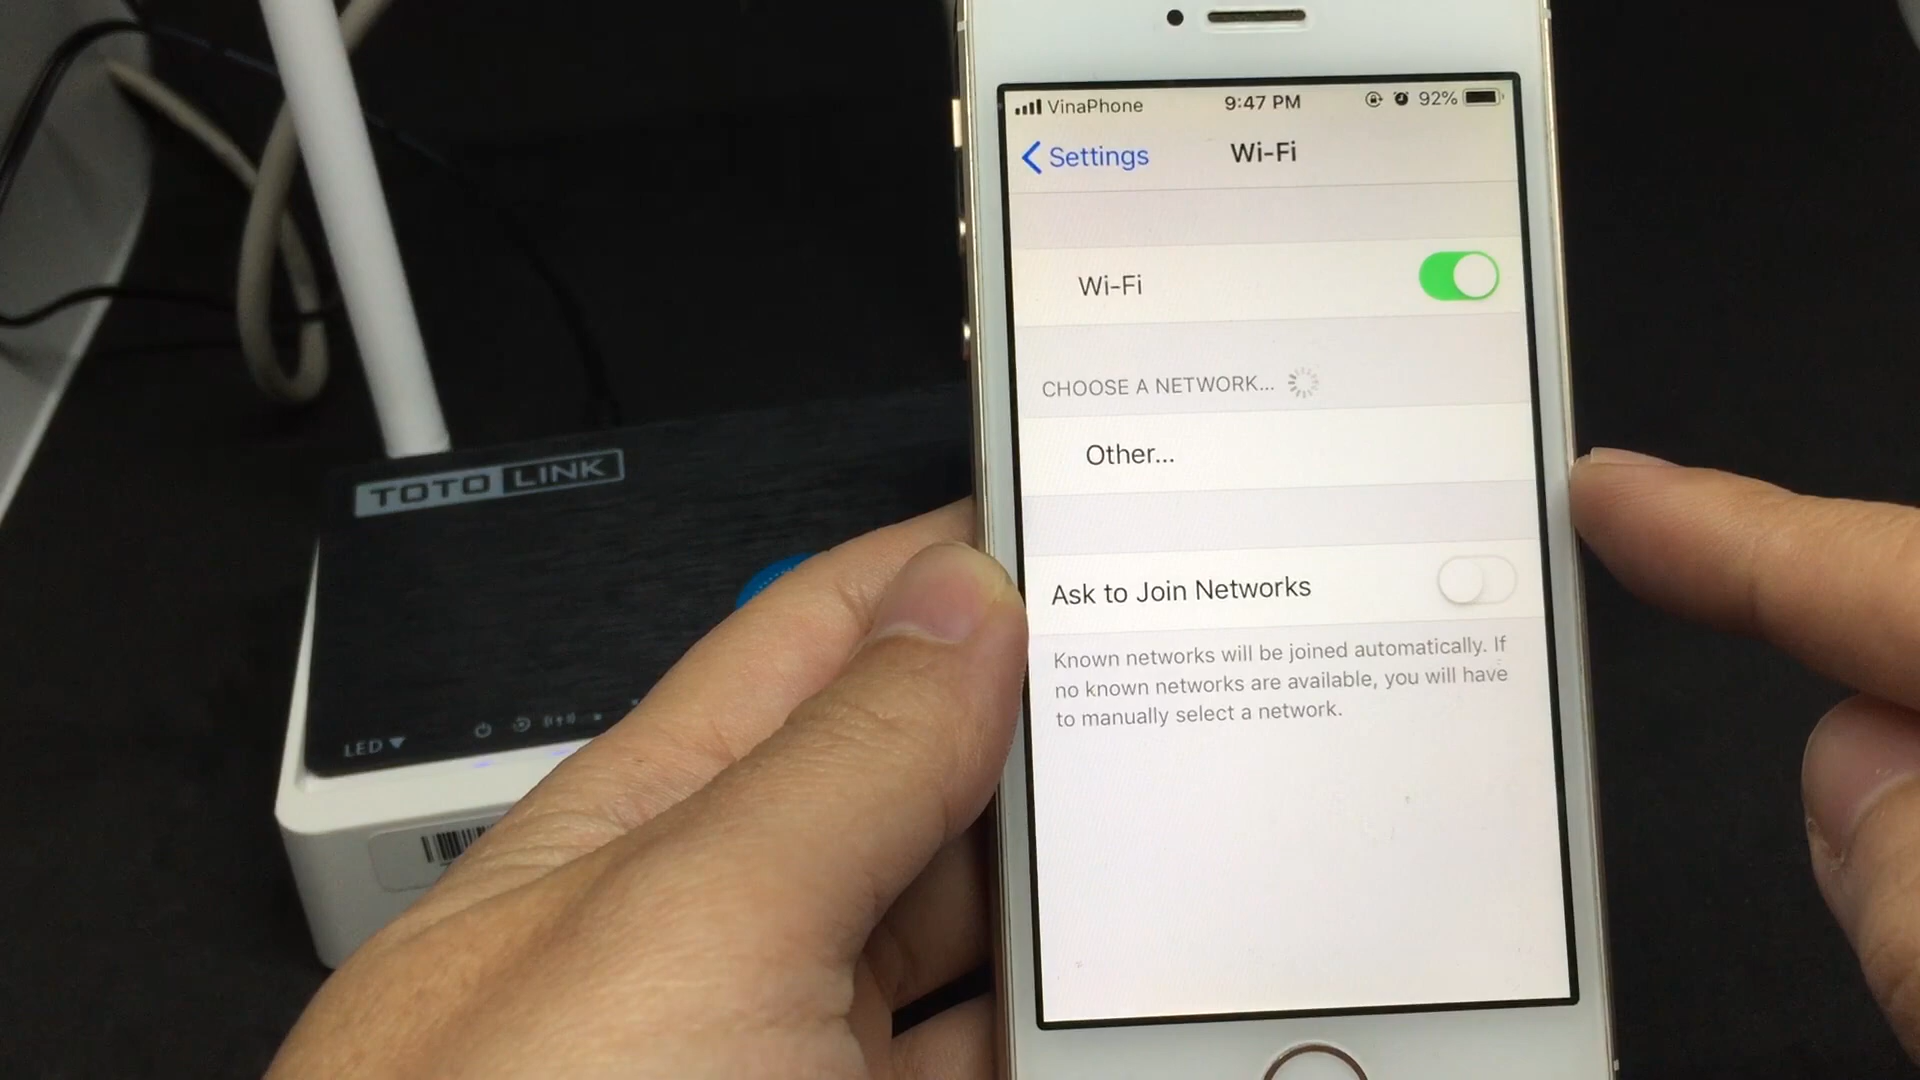 TOTO LINK
LED
VinaPhone 9:47 PM 92%
Settings Wi-Fi
Wi-Fi
CHOOSE A NETWORK...
Other...
Ask to Join Networks
Known networks will be joined automatically. If
no known networks are available, you will have
to manually select a network.